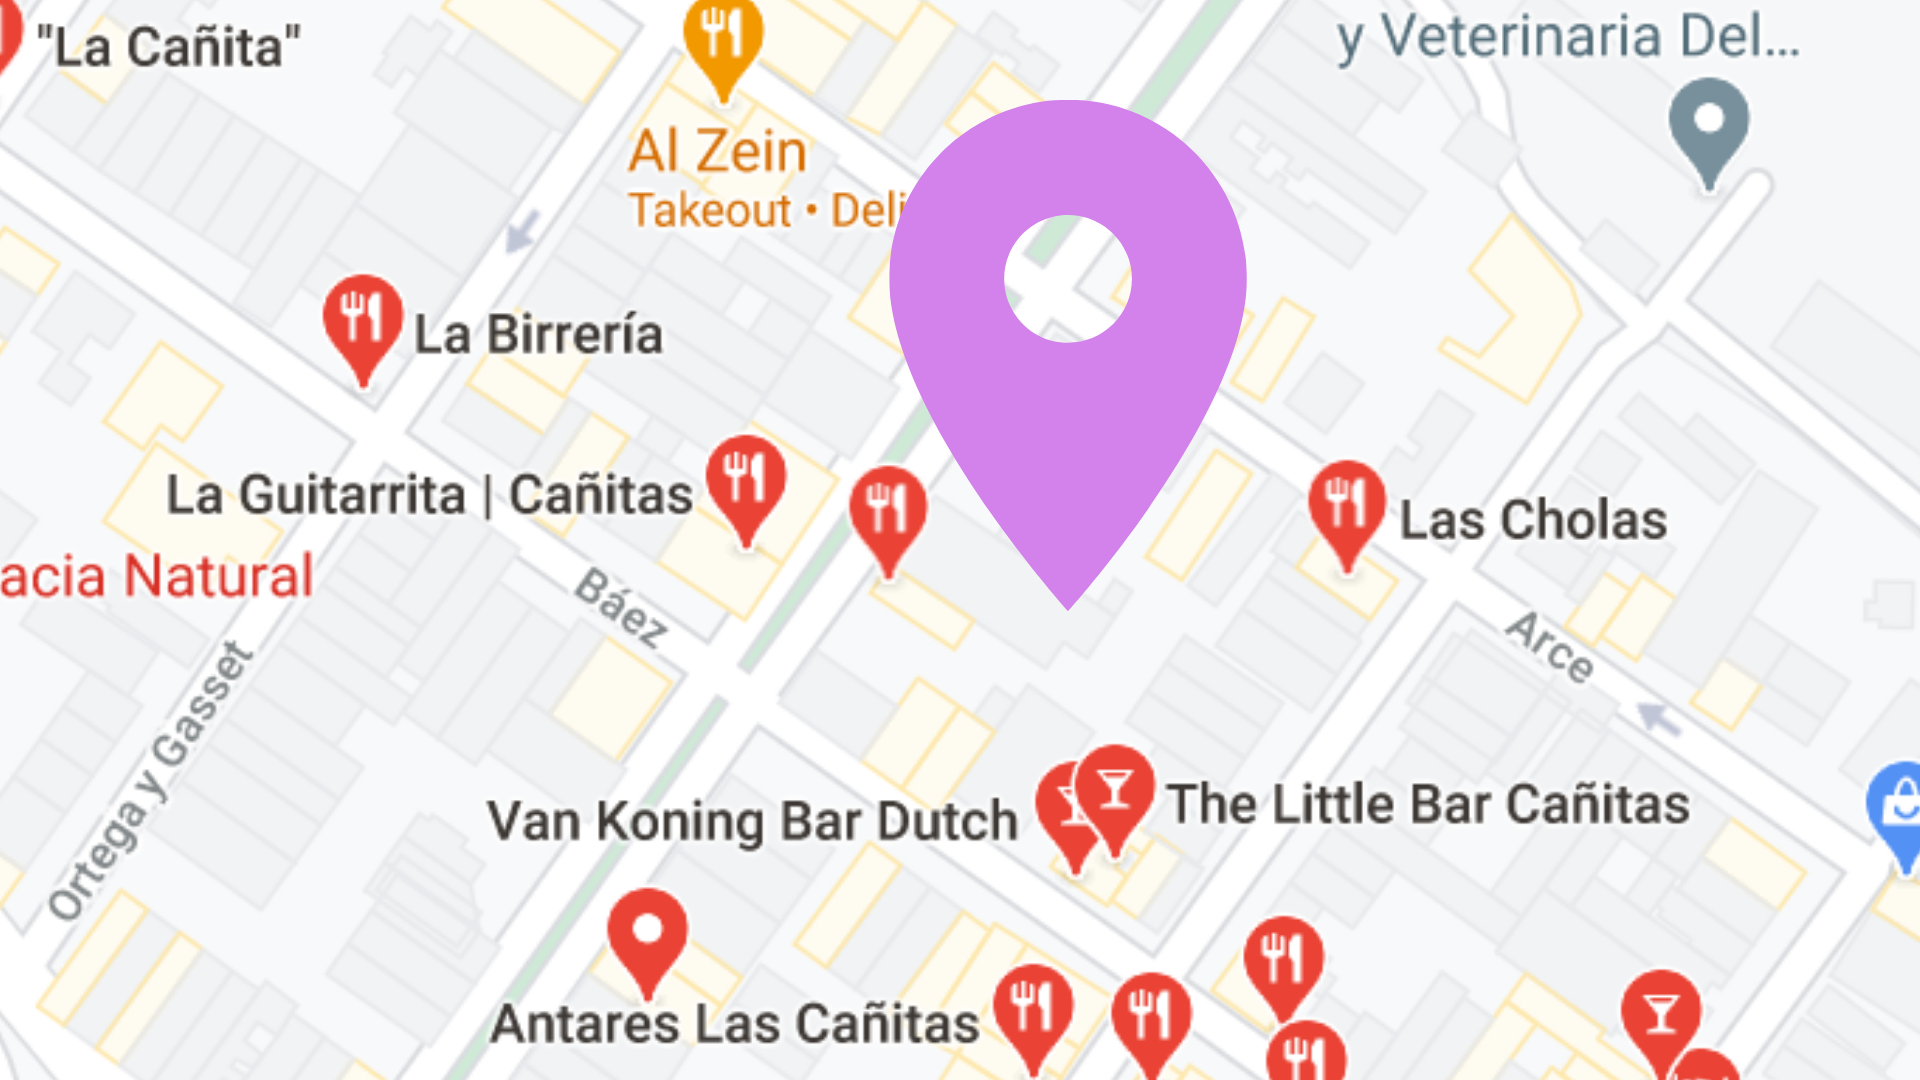 "La Cañita"
y Veterinaria Del...
Al Zein
Takeout • Deli
La Birrería
La Guitarrita | Cañitas
Las Cholas
acia Natural
Báez
Arce
Ortega y Gasset
Van Koning Bar Dutch
The Little Bar Cañitas
Antares Las Cañitas